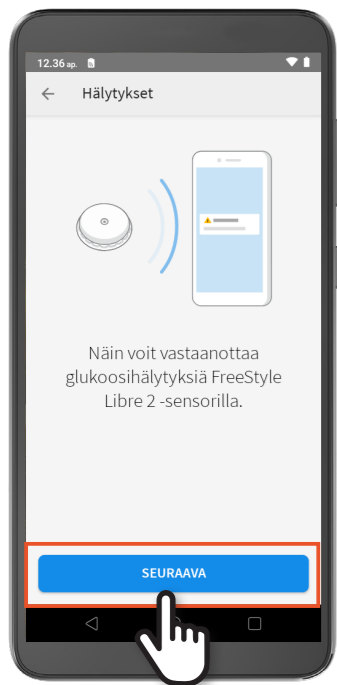 12.36 ap.
Hälytykset
Näin voit vastaanottaa
glukoosihälytyksiä FreeStyle
Libre 2 -sensorilla.
SEURAAVA